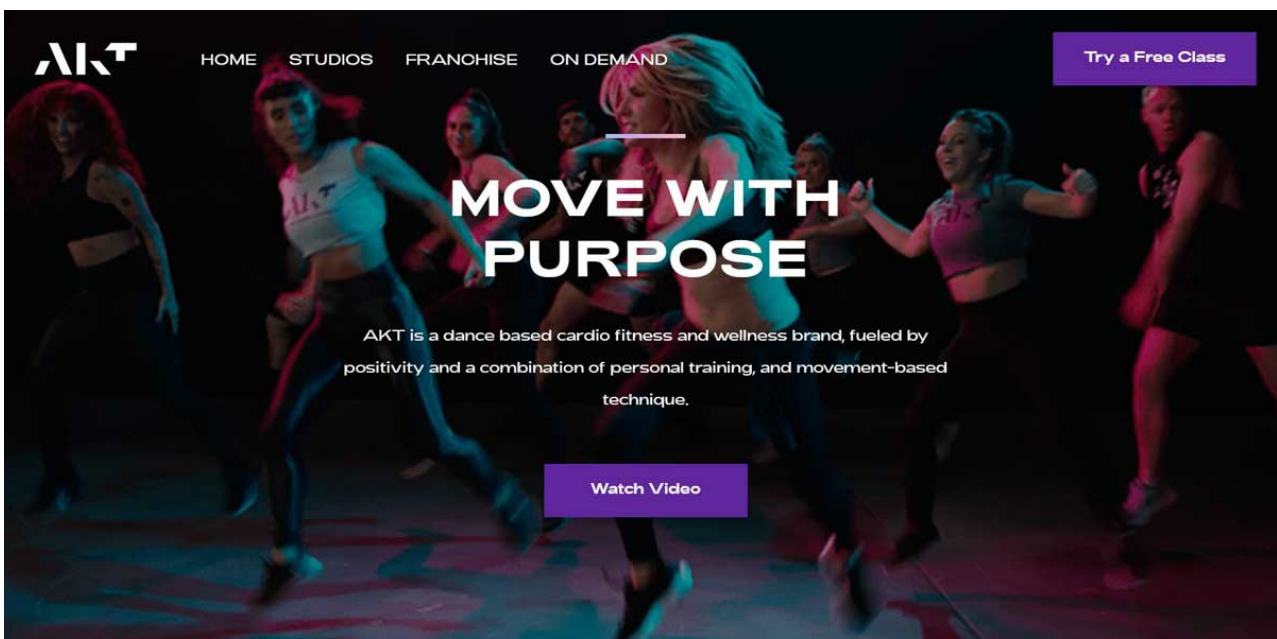 AKT
HOME STUDIOS FRANCHISE ON DEMAND
Try a Free Class
MOVE WITH
PURPOSE
AKT is a dance based cardio fitness and wellness brand, fueled by
positivity and a combination of personal training, and movement-based
technique.
Watch Video